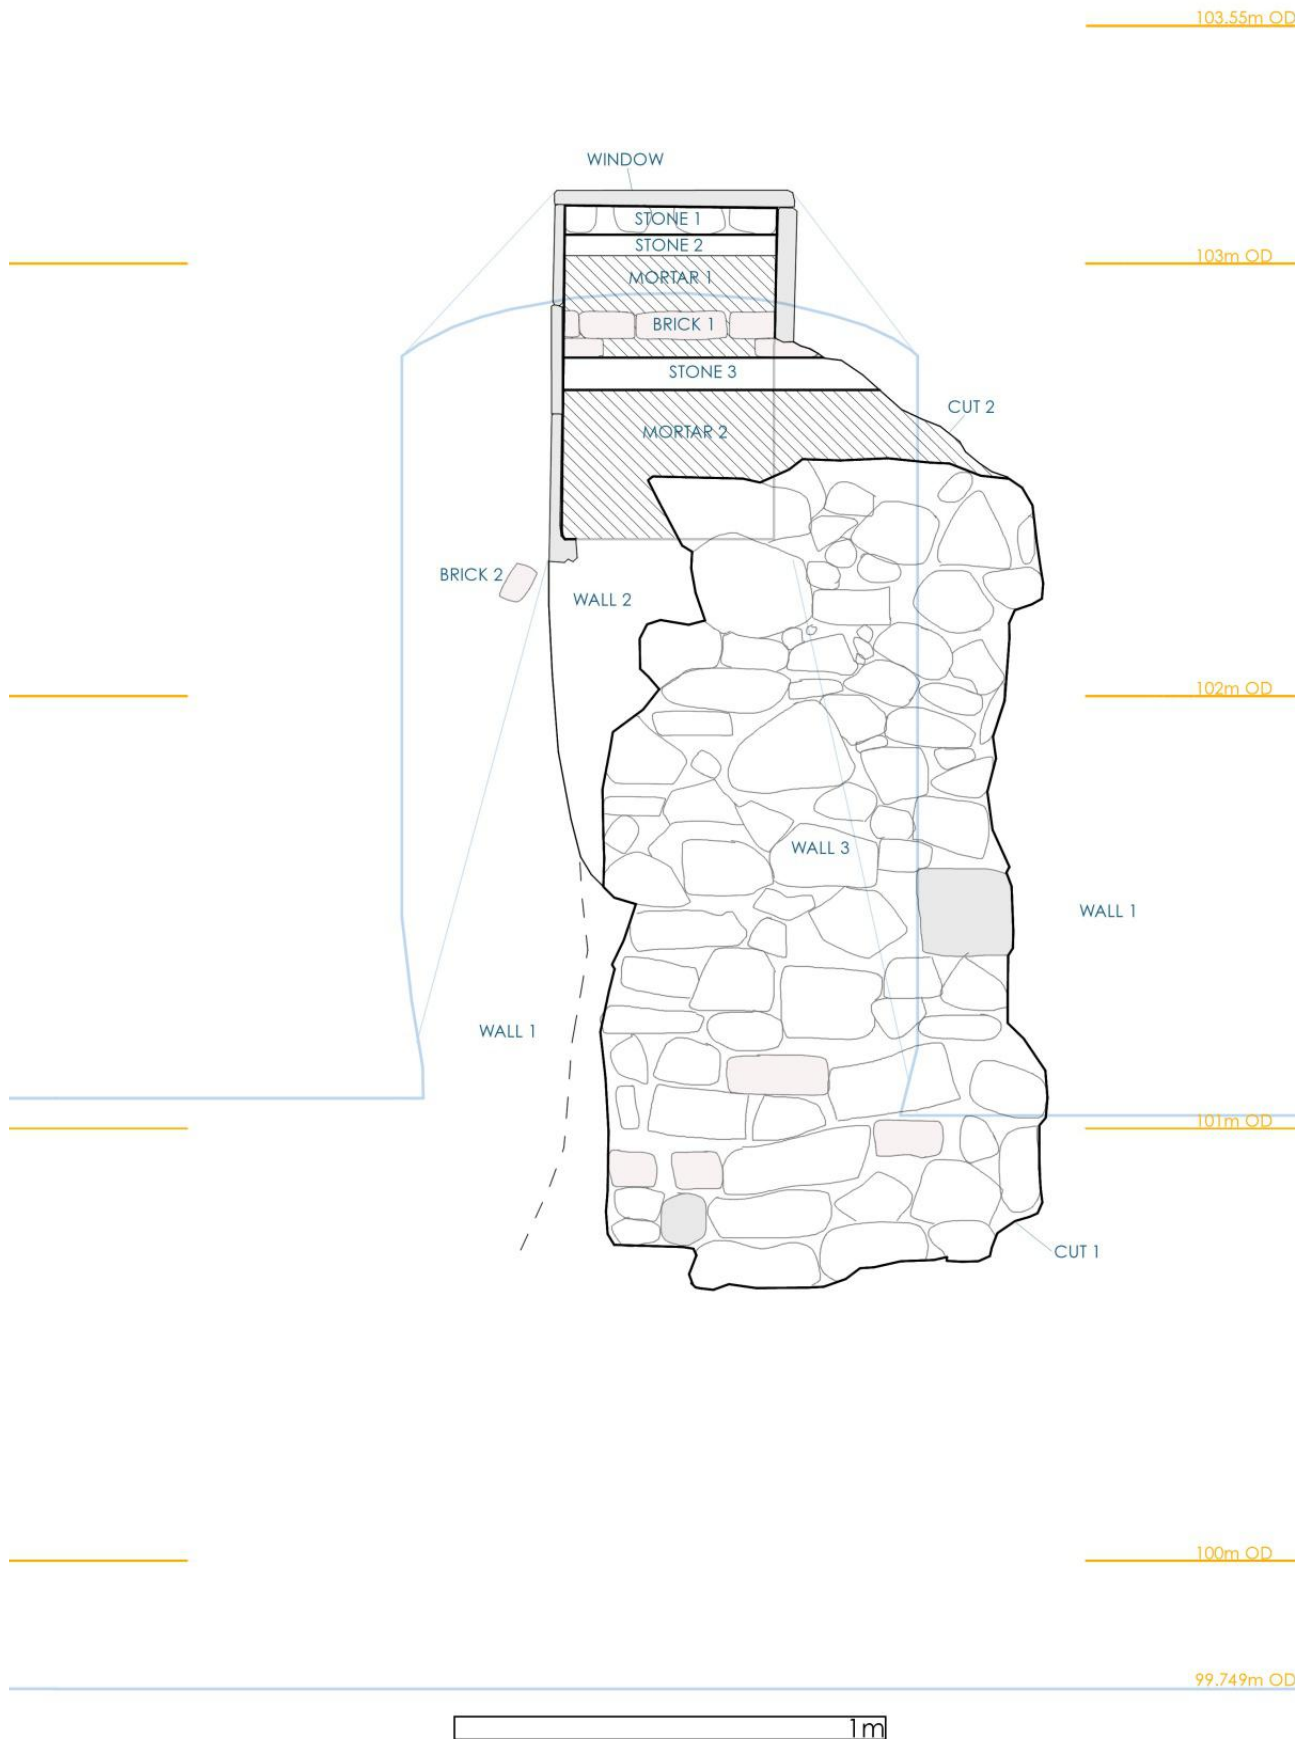 103.55m OD
WINDOW
STONE 1
STONE 2
103m OD
MORTAR 1
BRICK 1
STONE 3
CUT 2
MORTAR 2
BRICK 2
WALL 2
102m OD
WALL 3
WALL 1
WALL 1
101m OD
CUT 1
100m OD
99.749m OD
1m